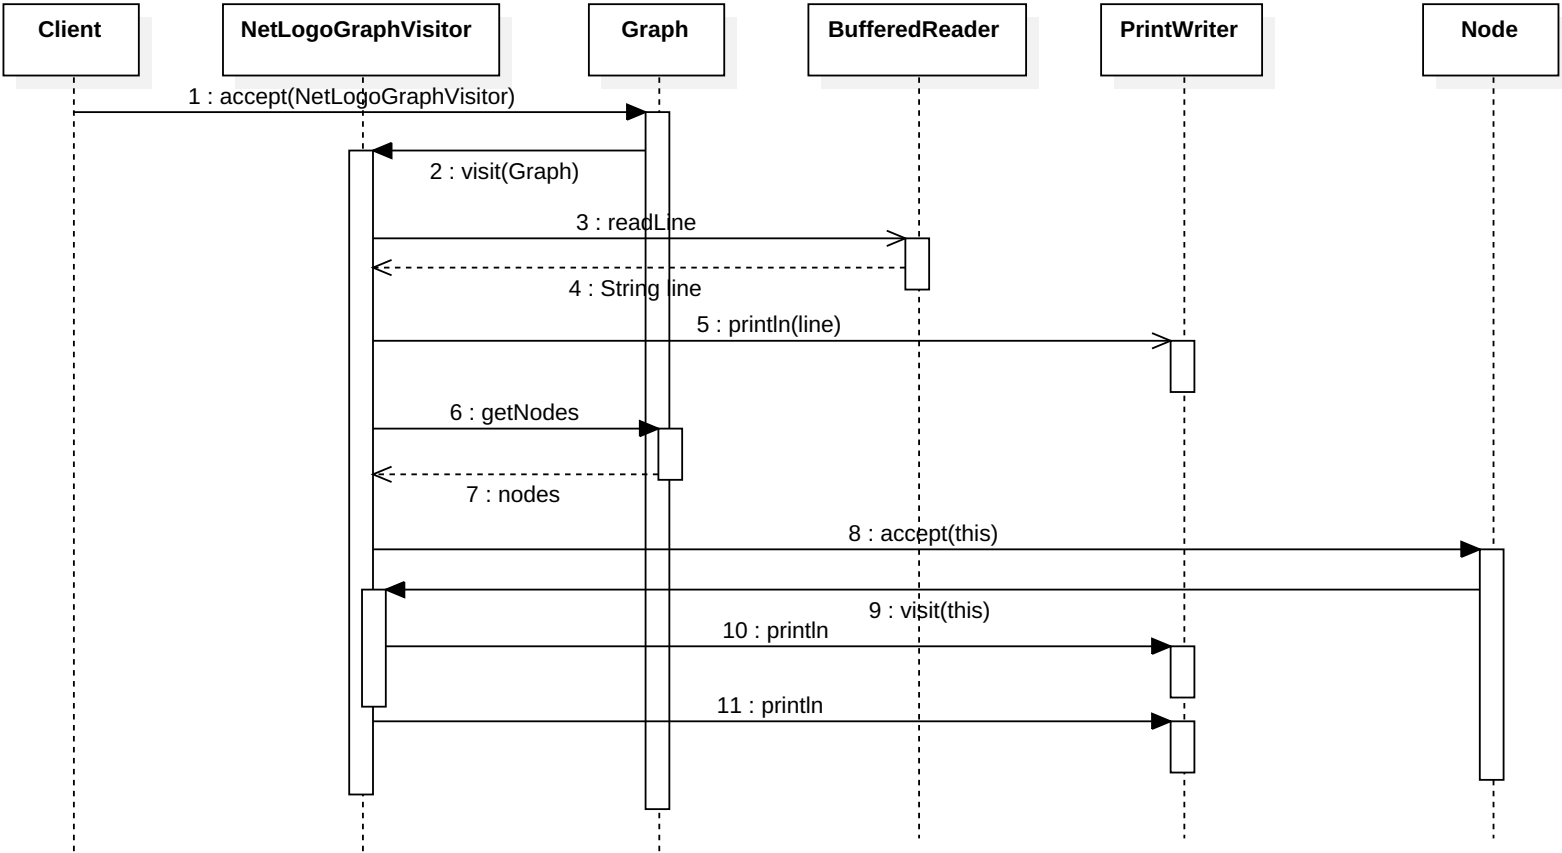 Client
NetLogoGraphVisitor
Graph
BufferedReader
PrintWriter
Node
1 : accept(NetLogoGraphVisitor)
2 : visit(Graph)
3 : readLine
4 : String line
5 : println(line)
6 : getNodes
7 : nodes
8 : accept(this)
9 : visit(this)
10 : println
11 : println